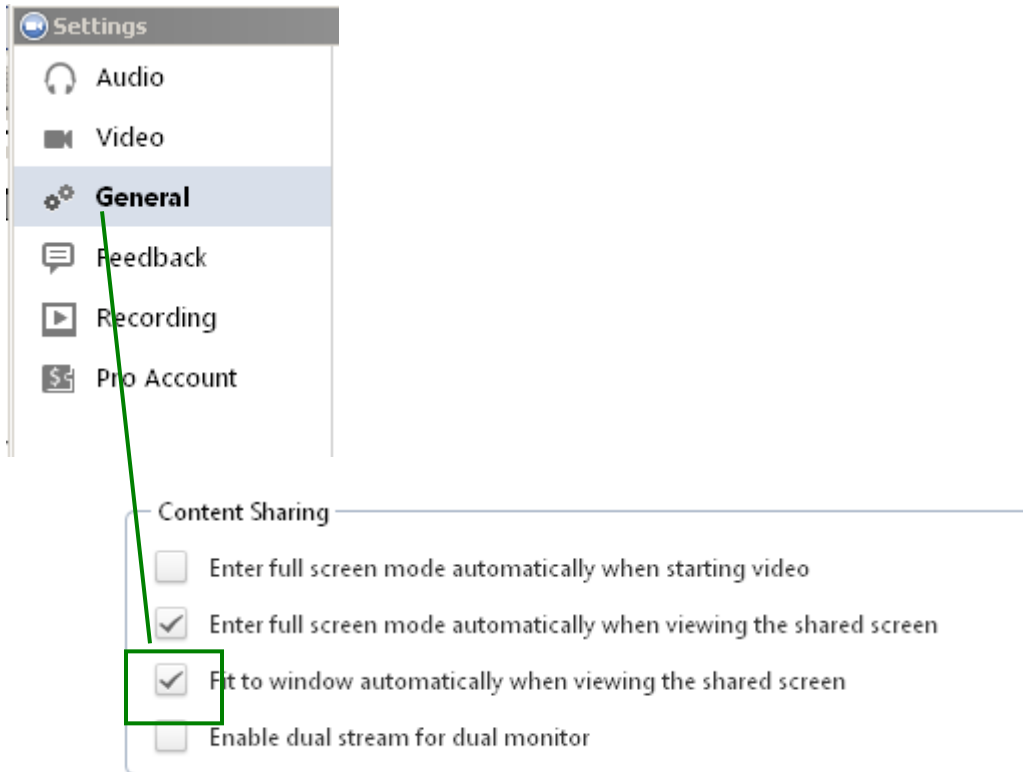 Settings
Audio
Video
General
Feedback
Recording
Pro Account
Content Sharing
Enter full screen mode automatically when starting video
Enter full screen mode automatically when viewing the shared screen
Fit to window automatically when viewing the shared screen
Enable dual stream for dual monitor